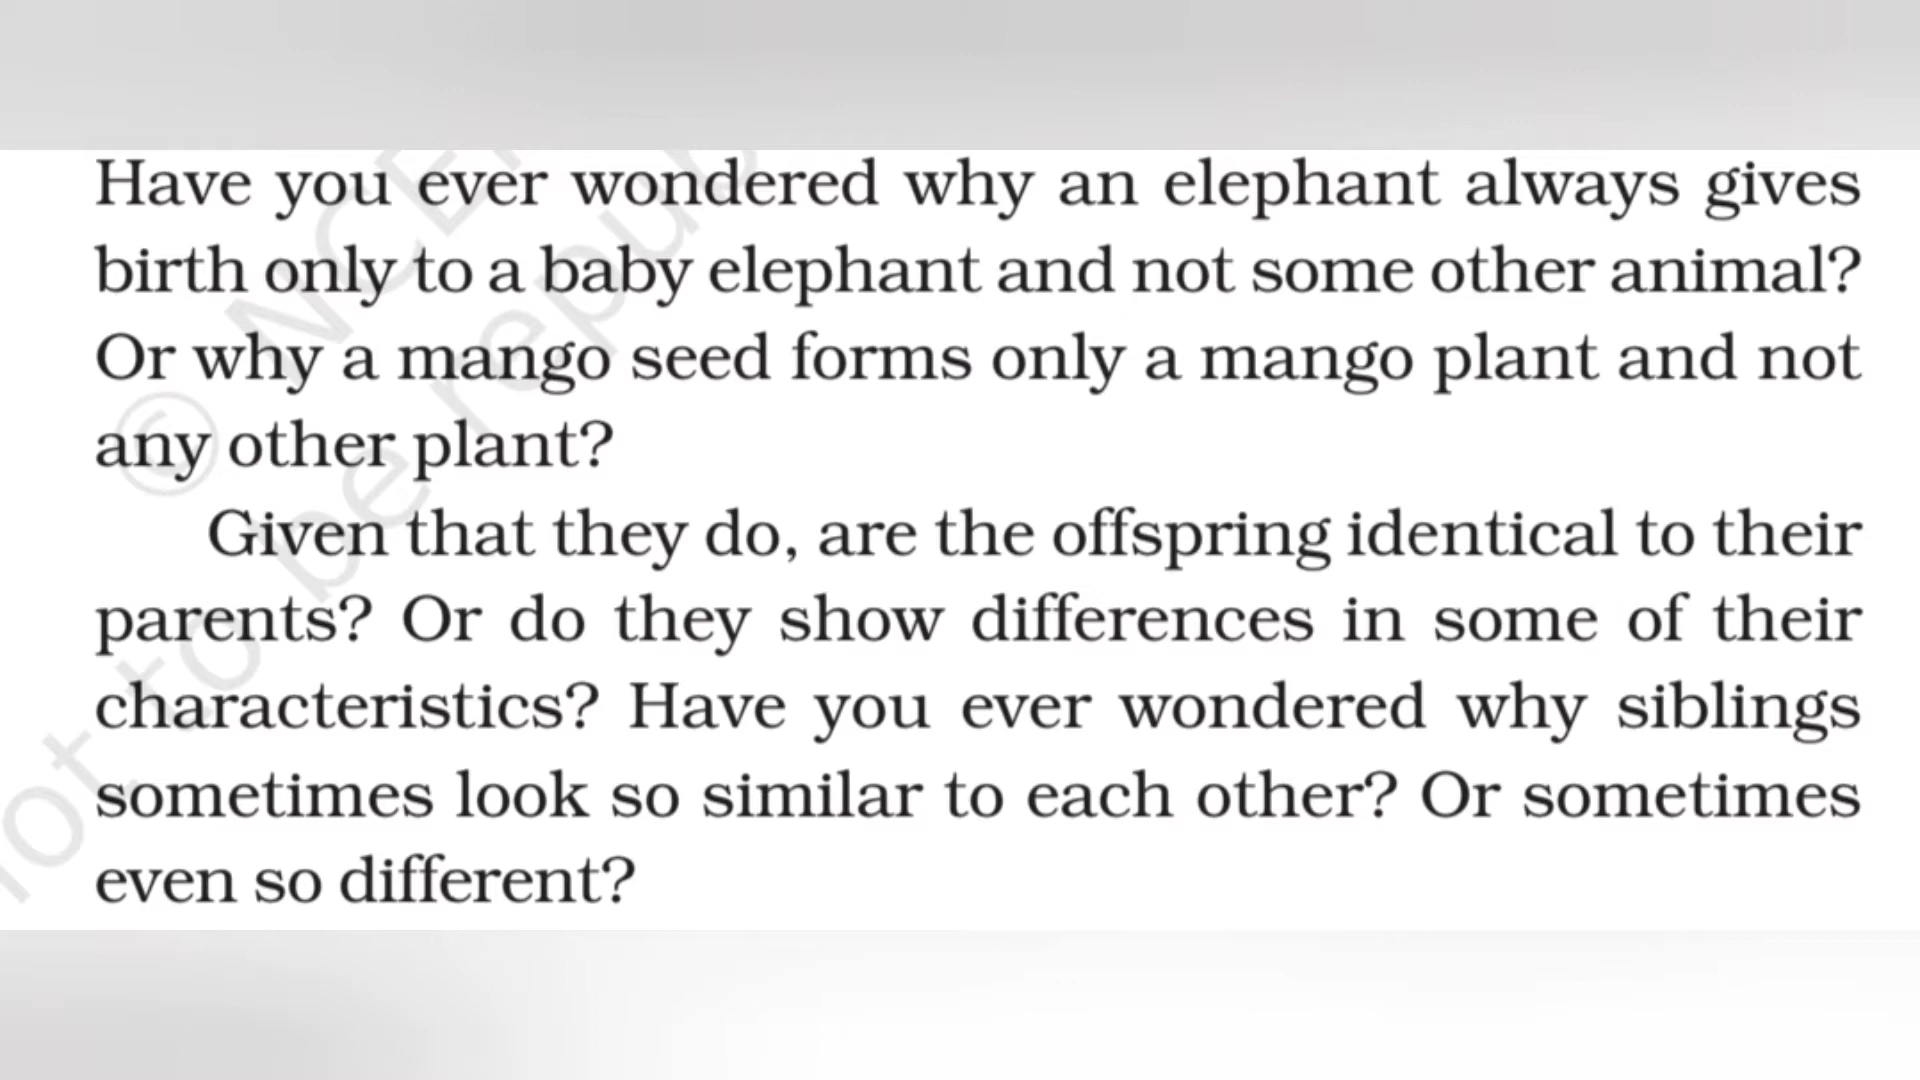 Have you ever wondered why an elephant always gives
birth only to a baby elephant and not some other animal?
Or why a mango seed forms only a mango plant and not
any other plant?
Given that they do, are the offspring identical to their
parents? Or do they show differences in some of their
characteristics? Have you ever wondered why siblings
sometimes look so similar to each other? Or sometimes
even so different?